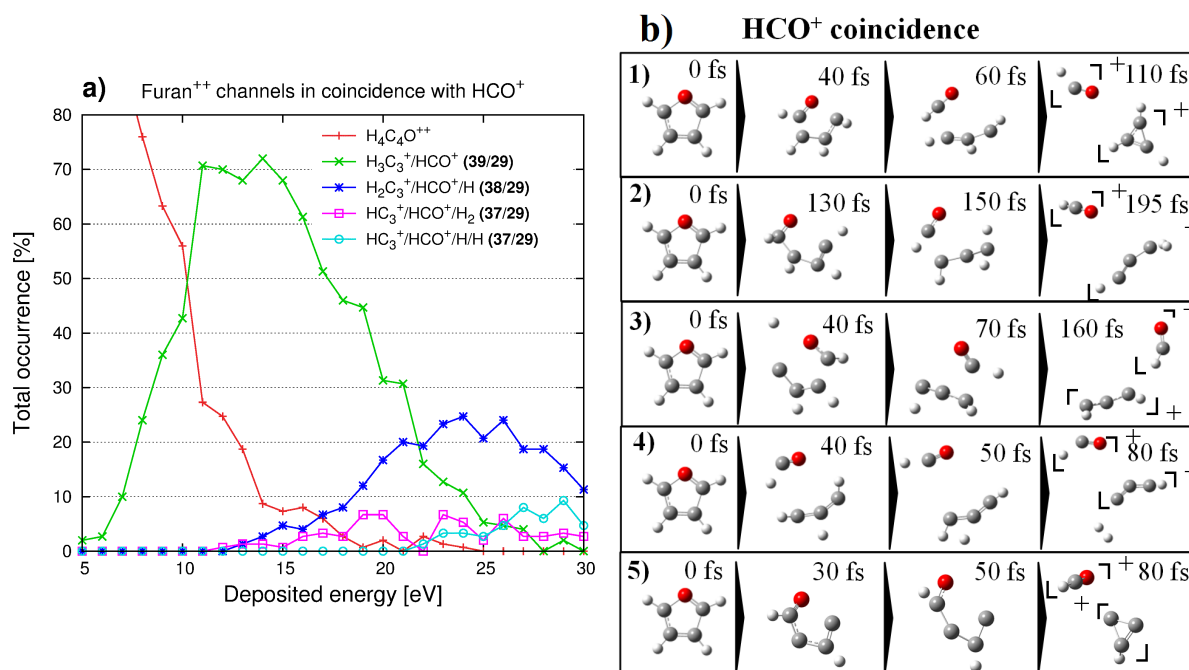 a)
Furan++ channels in coincidence with HCO+
H4C4O++
H3C3+/HCO+ (39/29)
H2C3+/HCO+/H (38/29)
HC3+/HCO+/H2 (37/29)
HC3+/HCO+/H/H (37/29)
Total occurrence [%]
80
70
60
50
40
30
20
10
0
5 10 15 20 25 30
Deposited energy [eV]
b) HCO+ coincidence
1) 0 fs 40 fs 60 fs + 110 fs
+
2) 0 fs 130 fs 150 fs + 195 fs
3) 0 fs 40 fs 70 fs 160 fs
+
4) 0 fs 40 fs 50 fs + 80 fs
5) 0 fs 30 fs 50 fs + 80 fs
+